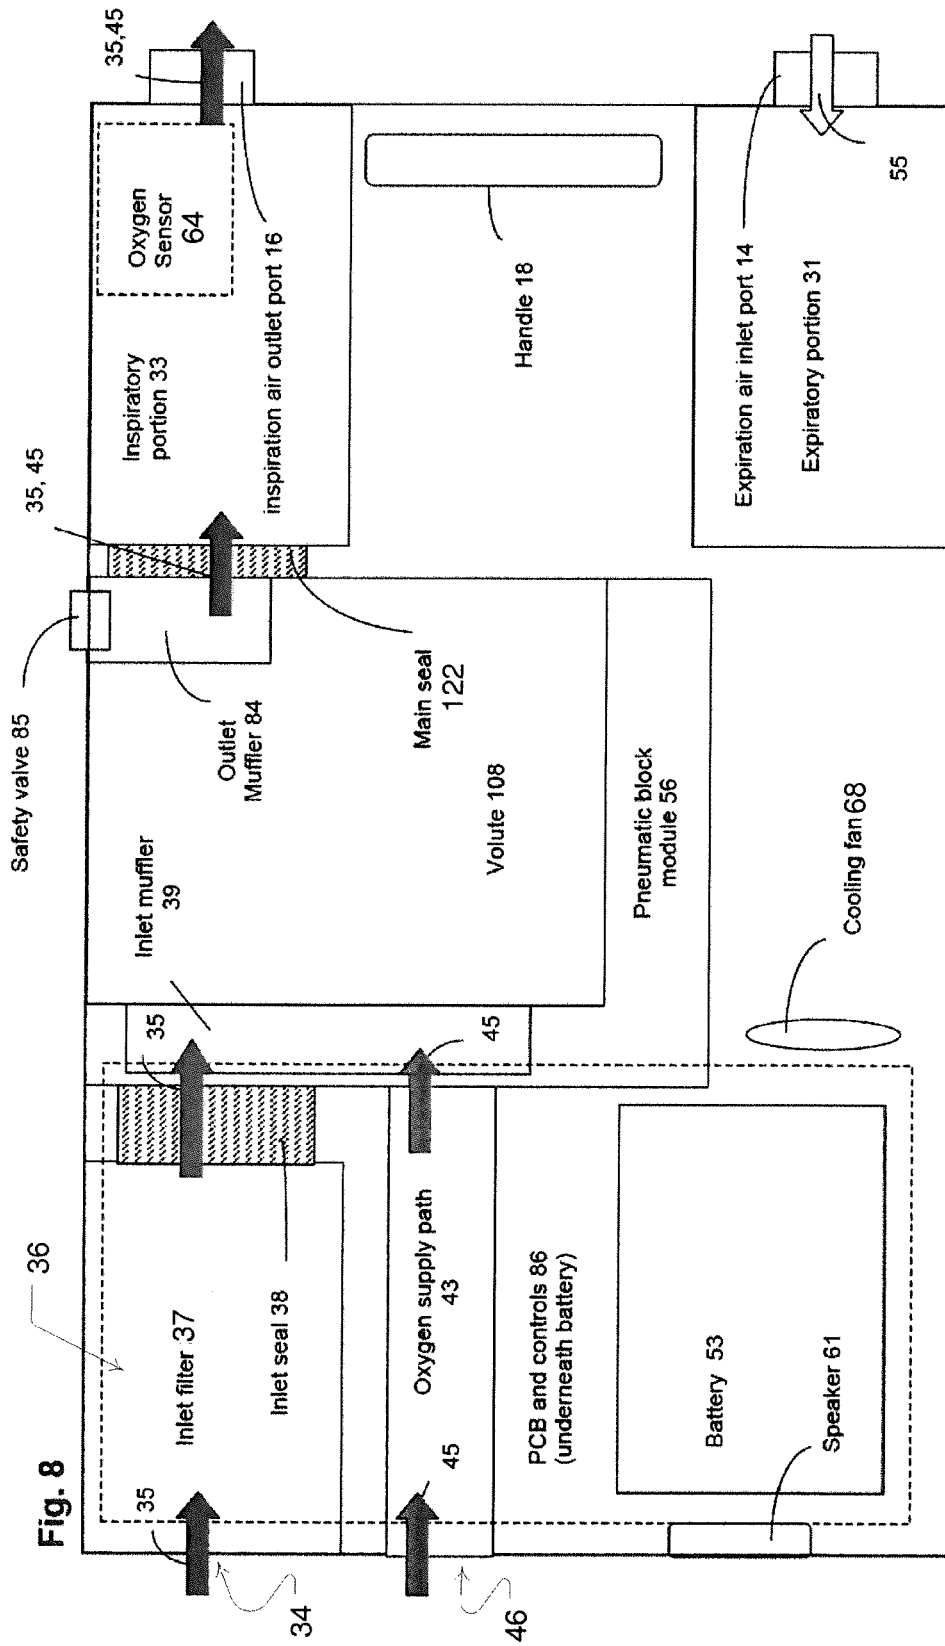 Fig. 8
36
35
34
Inlet filter 37
Inlet seal 38
35
45
46
Oxygen supply path
43
45
PCB and controls 86
(underneath battery)
Battery 53
Speaker 61
Cooling fan 68
Inlet muffler
39
Safety valve 85
Outlet
Muffler 84
Main seal
122
Volute 108
Pneumatic block
module 56
35, 45
Inspiratory
portion 33
Oxygen
Sensor
64
35,45
inspiration air outlet port 16
Handle 18
Expiration air inlet port 14
Expiratory portion 31
55